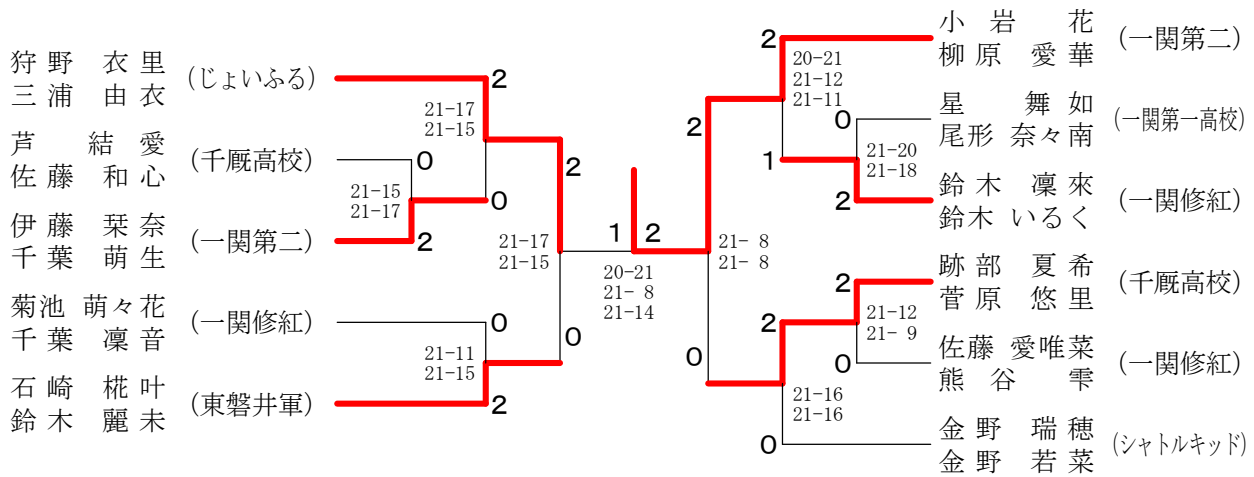 狩野 衣里
三浦 由衣
(じょいふる)
2
21-17
21-15
芦 結愛
佐藤 和心
(千厩高校)
0
21-15
21-17
0
伊藤 栞奈
千葉 萌生
(一関第二)
2
2
21-17
21-15
菊池 萌々花
千葉 凜音
(一関修紅)
0
21-11
21-15
0
石崎 椛叶
鈴木 麗未
(東磐井軍)
2
1
2
20-21
21- 8
21-14
小岩 花
柳原 愛華
(一関第二)
2
20-21
21-12
21-11
2
星 舞如
尾形 奈々南
(一関第一高校)
0
21-20
21-18
1
鈴木 凜來
鈴木 いるく
(一関修紅)
2
21- 8
21- 8
跡部 夏希
菅原 悠里
(千厩高校)
2
21-12
21- 9
2
佐藤 愛唯菜
熊谷 雫
(一関修紅)
0
0
21-16
21-16
金野 瑞穂
金野 若菜
(シャトルキッド)
0